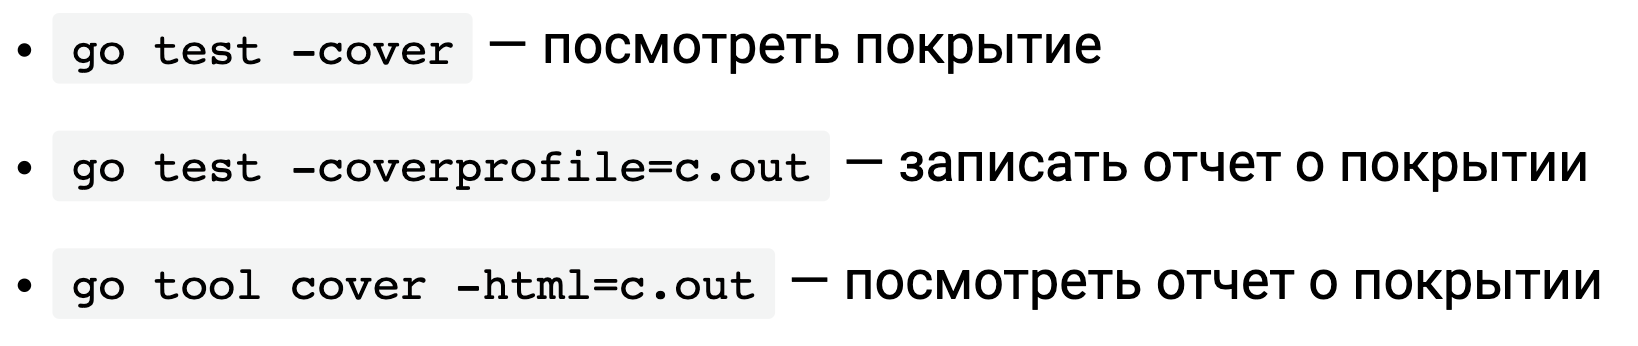 • go test -cover — посмотреть покрытие
• go test -coverprofile=c.out — записать отчет о покрытии
• go tool cover -html=c.out — посмотреть отчет о покрытии